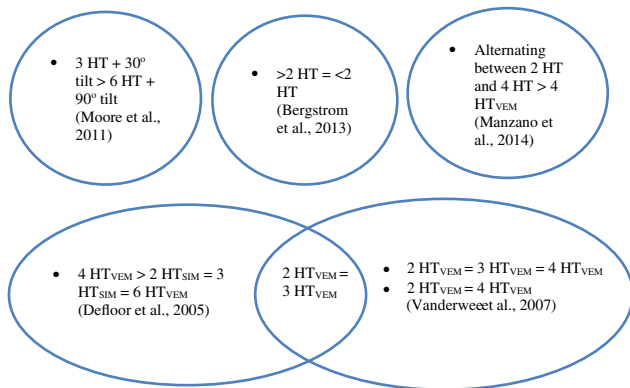 • 3 HT + 30º
tilt > 6 HT +
90º tilt
(Moore et al.,
2011)
• >2 HT = <2
HT
(Bergstrom
et al., 2013)
• Alternating
between 2 HT
and 4 HT > 4
HTVEM
(Manzano et
al., 2014)
• 4 HTVEM > 2 HTSIM = 3
HTSIM = 6 HTVEM
(Defloor et al., 2005)
2 HTVEM =
3 HTVEM
• 2 HTVEM = 3 HTVEM = 4 HTVEM
• 2 HTVEM = 4 HTVEM
(Vanderweeet al., 2007)